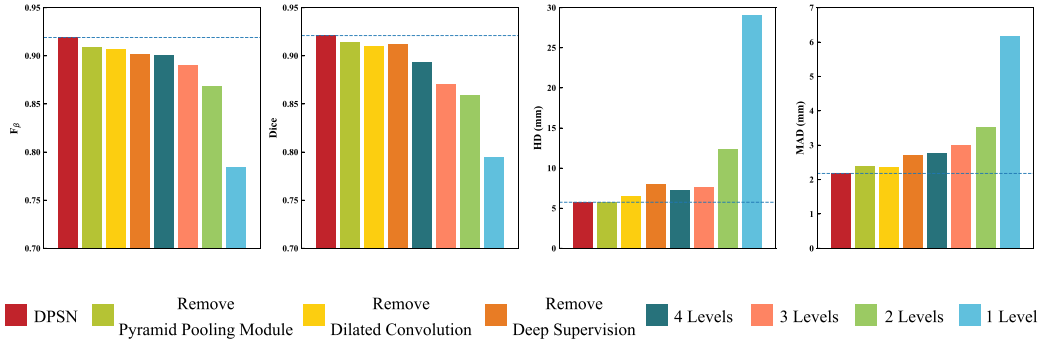 0.95
0.90
0.85
0.80
0.75
0.70
Fβ
0.95
0.90
0.85
0.80
0.75
0.70
Dice
30
25
20
15
10
5
0
HD (mm)
7
6
5
4
3
2
1
0
MAD (mm)
DPSN
Remove
Pyramid Pooling Module
Remove
Dilated Convolution
Remove
Deep Supervision
4 Levels
3 Levels
2 Levels
1 Level